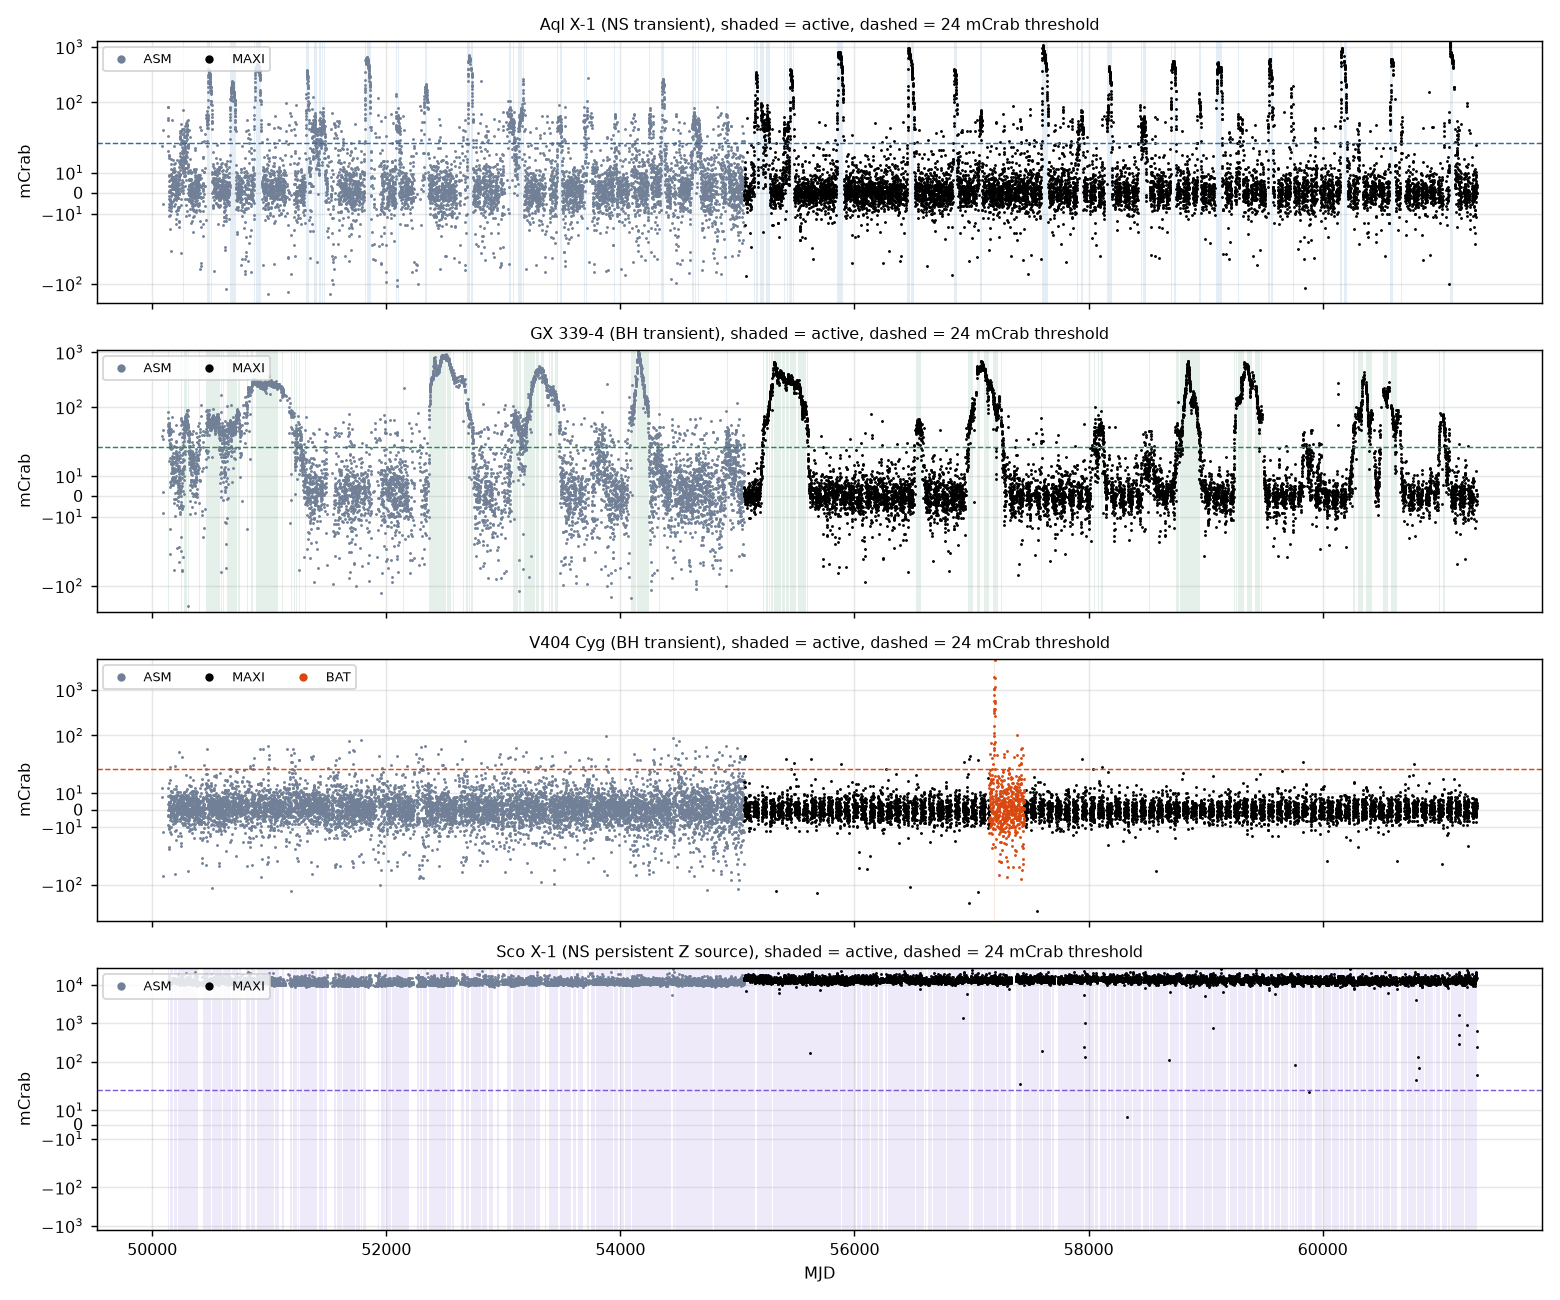 Aql X-1 (NS transient), shaded = active, dashed = 24 mCrab threshold
ASM MAXI
mCrab
10³
10²
10¹
0
−10¹
−10²
GX 339-4 (BH transient), shaded = active, dashed = 24 mCrab threshold
ASM MAXI
mCrab
10³
10²
10¹
0
−10¹
−10²
V404 Cyg (BH transient), shaded = active, dashed = 24 mCrab threshold
ASM MAXI BAT
mCrab
10³
10²
10¹
0
−10¹
−10²
Sco X-1 (NS persistent Z source), shaded = active, dashed = 24 mCrab threshold
ASM MAXI
mCrab
10⁴
10³
10²
10¹
0
−10¹
−10²
−10³
50000 52000 54000 56000 58000 60000
MJD